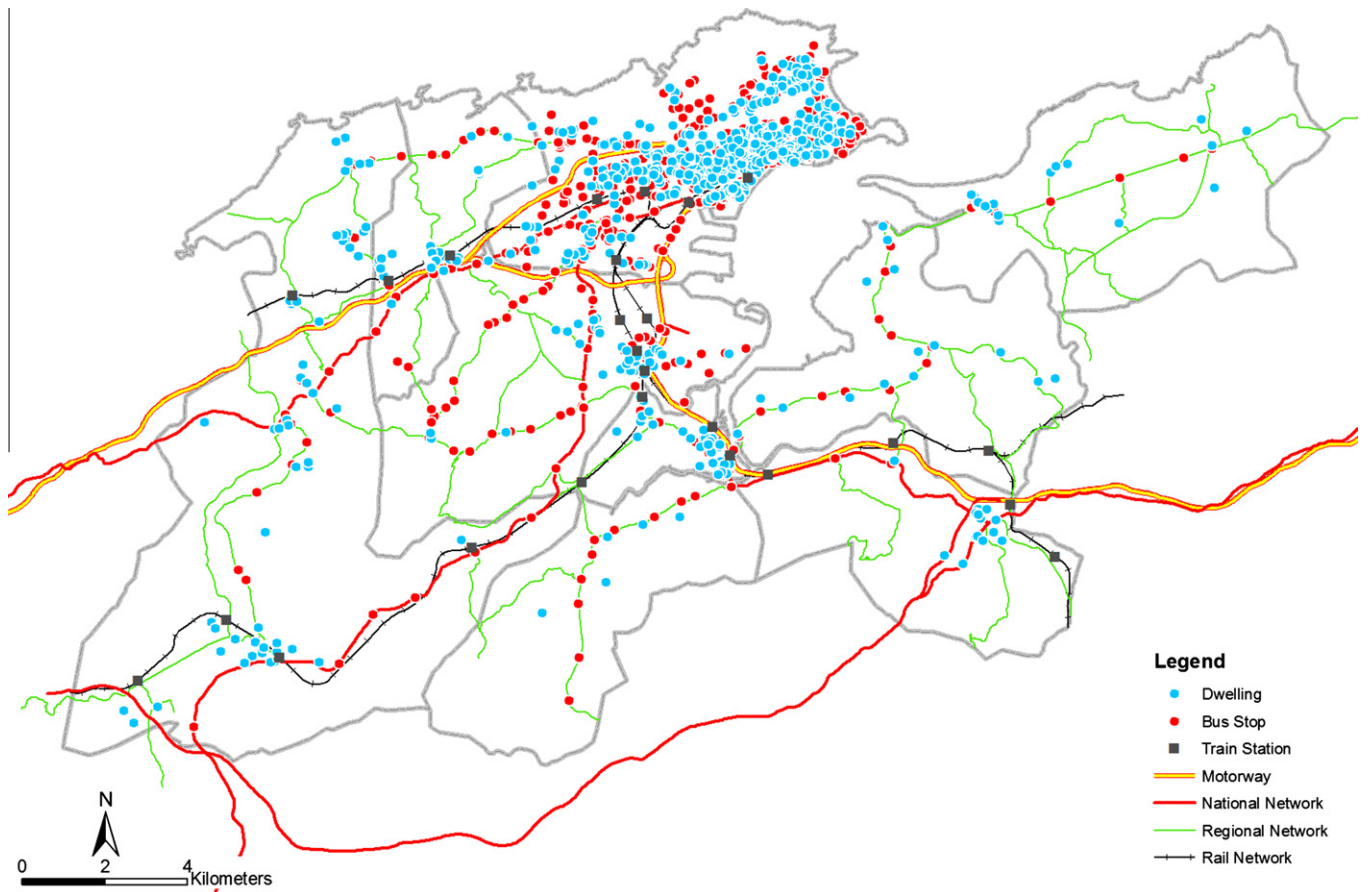 Legend
Dwelling
Bus Stop
Train Station
Motorway
National Network
Regional Network
Rail Network
N
0 2 4
Kilometers